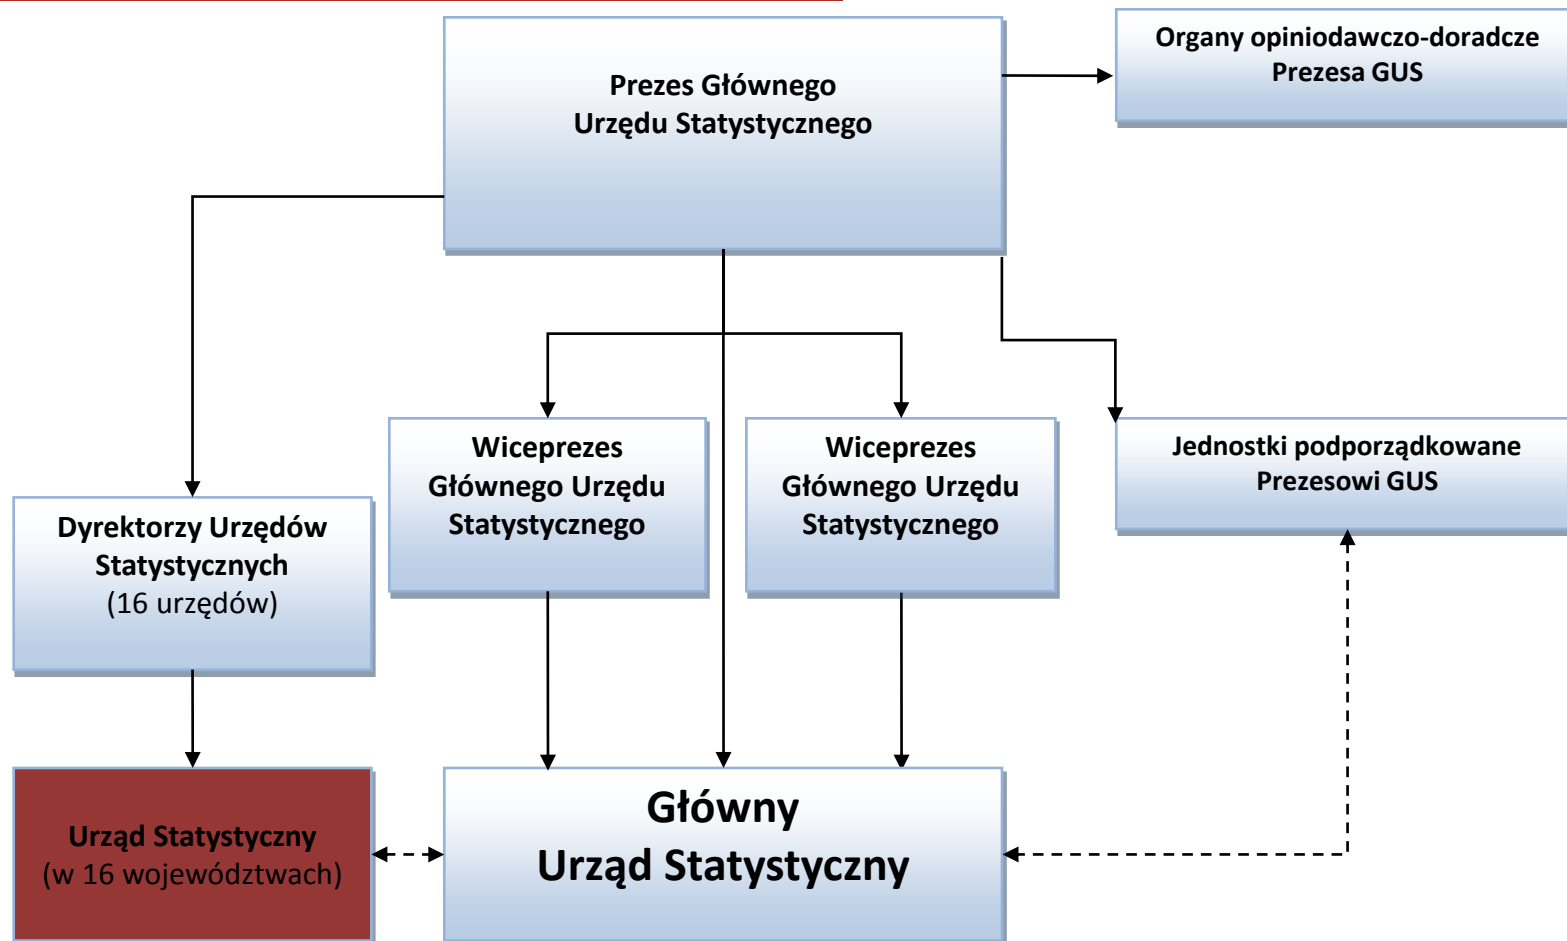 Prezes Głównego
Urzędu Statystycznego
Organy opiniodawczo-doradcze
Prezesa GUS
Wiceprezes
Głównego Urzędu
Statystycznego
Wiceprezes
Głównego Urzędu
Statystycznego
Jednostki podporządkowane
Prezesowi GUS
Dyrektorzy Urzędów
Statystycznych
(16 urzędów)
Urząd Statystyczny
(w 16 województwach)
Główny
Urząd Statystyczny